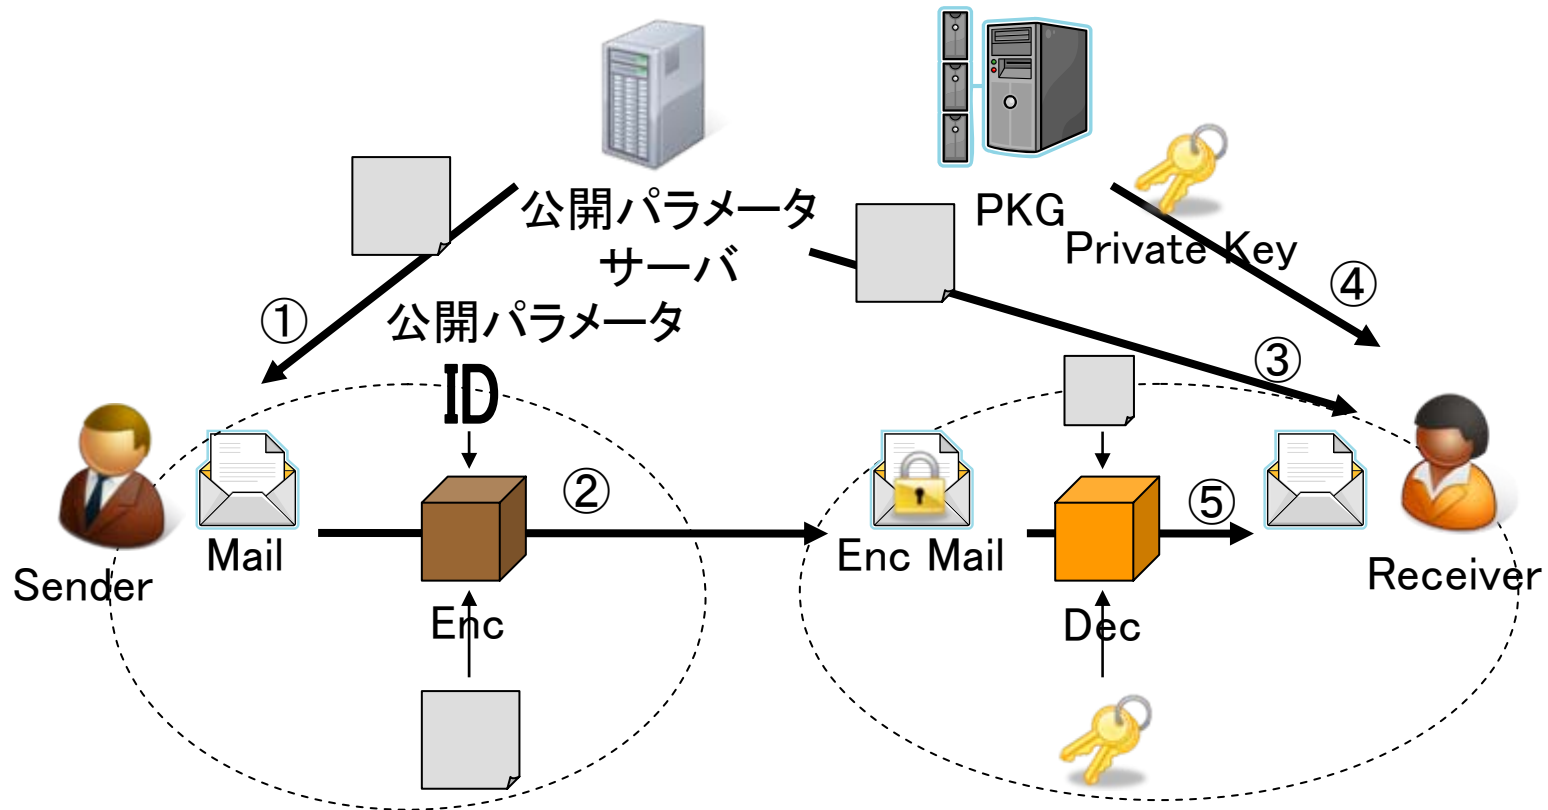 公開パラメータ
サーバ
PKG
Private Key
④
①
公開パラメータ
③
ID
②
⑤
Mail
Enc Mail
Sender
Receiver
Enc
Dec